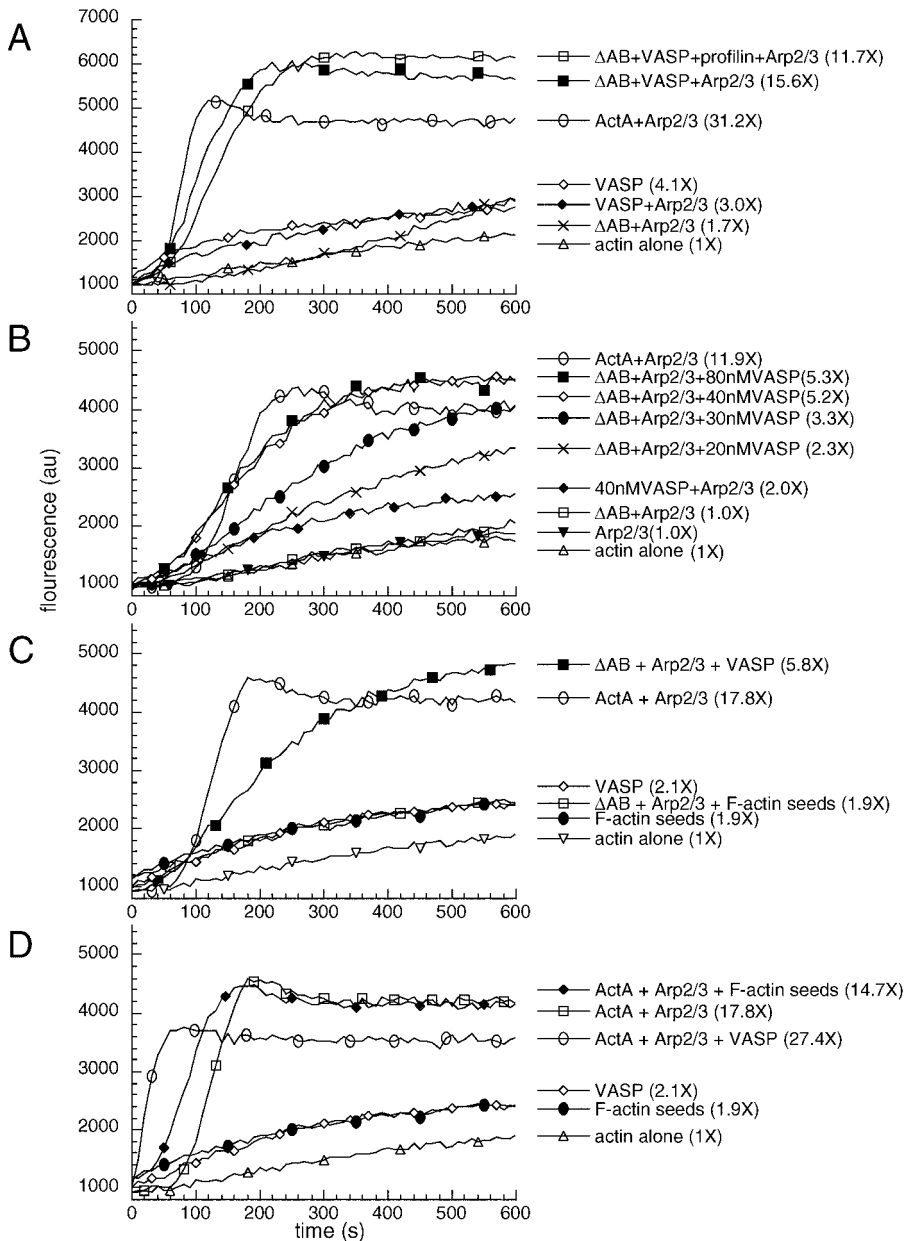 A
7000
6000
5000
4000
3000
2000
1000
0 100 200 300 400 500 600
ΔAB+VASP+profilin+Arp2/3 (11.7X)
ΔAB+VASP+Arp2/3 (15.6X)
ActA+Arp2/3 (31.2X)
VASP (4.1X)
VASP+Arp2/3 (3.0X)
ΔAB+Arp2/3 (1.7X)
actin alone (1X)
B
5000
4000
3000
2000
1000
0 100 200 300 400 500 600
ActA+Arp2/3 (11.9X)
ΔAB+Arp2/3+80nMVASP(5.3X)
ΔAB+Arp2/3+40nMVASP(5.2X)
ΔAB+Arp2/3+30nMVASP (3.3X)
ΔAB+Arp2/3+20nMVASP (2.3X)
40nMVASP+Arp2/3 (2.0X)
ΔAB+Arp2/3 (1.0X)
Arp2/3(1.0X)
actin alone (1X)
flourescence (au)
C
5000
4000
3000
2000
1000
0 100 200 300 400 500 600
ΔAB + Arp2/3 + VASP (5.8X)
ActA + Arp2/3 (17.8X)
VASP (2.1X)
ΔAB + Arp2/3 + F-actin seeds (1.9X)
F-actin seeds (1.9X)
actin alone (1X)
D
5000
4000
3000
2000
1000
0 100 200 300 400 500 600
time (s)
ActA + Arp2/3 + F-actin seeds (14.7X)
ActA + Arp2/3 (17.8X)
ActA + Arp2/3 + VASP (27.4X)
VASP (2.1X)
F-actin seeds (1.9X)
actin alone (1X)